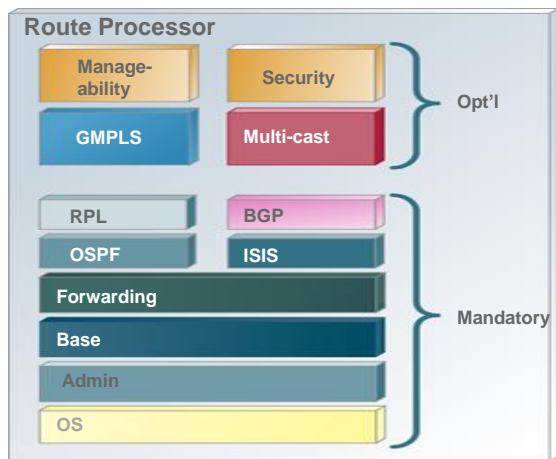 Route Processor
Manage-
ability
Security
Opt'l
GMPLS
Multi-cast
RPL
BGP
OSPF
ISIS
Forwarding
Mandatory
Base
Admin
OS